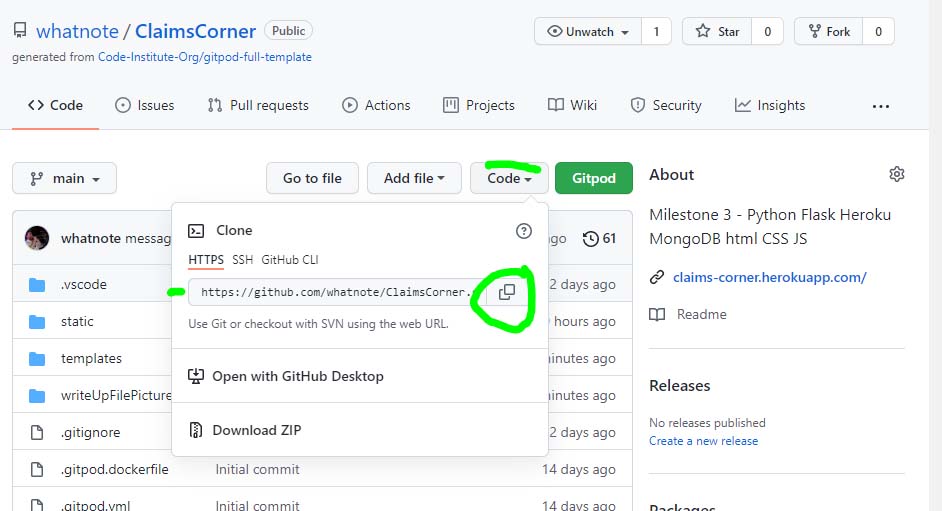 whatnote / ClaimsCorner Public
Unwatch 1 Star 0 Fork 0
generated from Code-Institute-Org/gitpod-full-template
Code Issues Pull requests Actions Projects Wiki Security Insights ...
main Go to file Add file Code Gitpod
whatnote messag ago 61
Clone
HTTPS SSH GitHub CLI
https://github.com/whatnote/ClaimsCorner.
Use Git or checkout with SVN using the web URL.
Open with GitHub Desktop
Download ZIP
.vscode 2 days ago
static hours ago
templates inutes ago
writeUpFilePicture inutes ago
.gitignore 2 days ago
.gitpod.dockerfile Initial commit 14 days ago
.gitpod.yml Initial commit 14 days ago
About
Milestone 3 - Python Flask Heroku
MongoDB html CSS JS
claims-corner.herokuapp.com/
Readme
Releases
No releases published
Create a new release
Packages